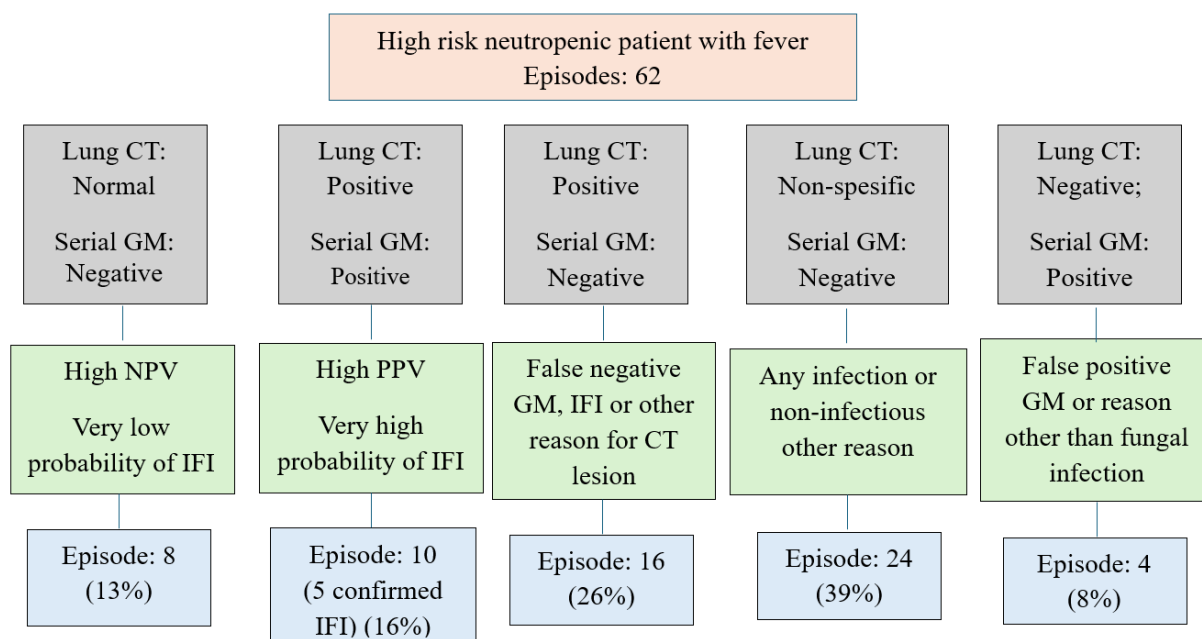 High risk neutropenic patient with fever
Episodes: 62
Lung CT:
Normal
Serial GM:
Negative
Lung CT:
Positive
Serial GM:
Positive
Lung CT:
Positive
Serial GM:
Negative
Lung CT:
Non-spesific
Serial GM:
Negative
Lung CT:
Negative;
Serial GM:
Positive
High NPV
Very low
probability of IFI
High PPV
Very high
probability of IFI
False negative
GM, IFI or other
reason for CT
lesion
Any infection or
non-infectious
other reason
False positive
GM or reason
other than fungal
infection
Episode: 8
(13%)
Episode: 10
(5 confirmed
IFI) (16%)
Episode: 16
(26%)
Episode: 24
(39%)
Episode: 4
(8%)